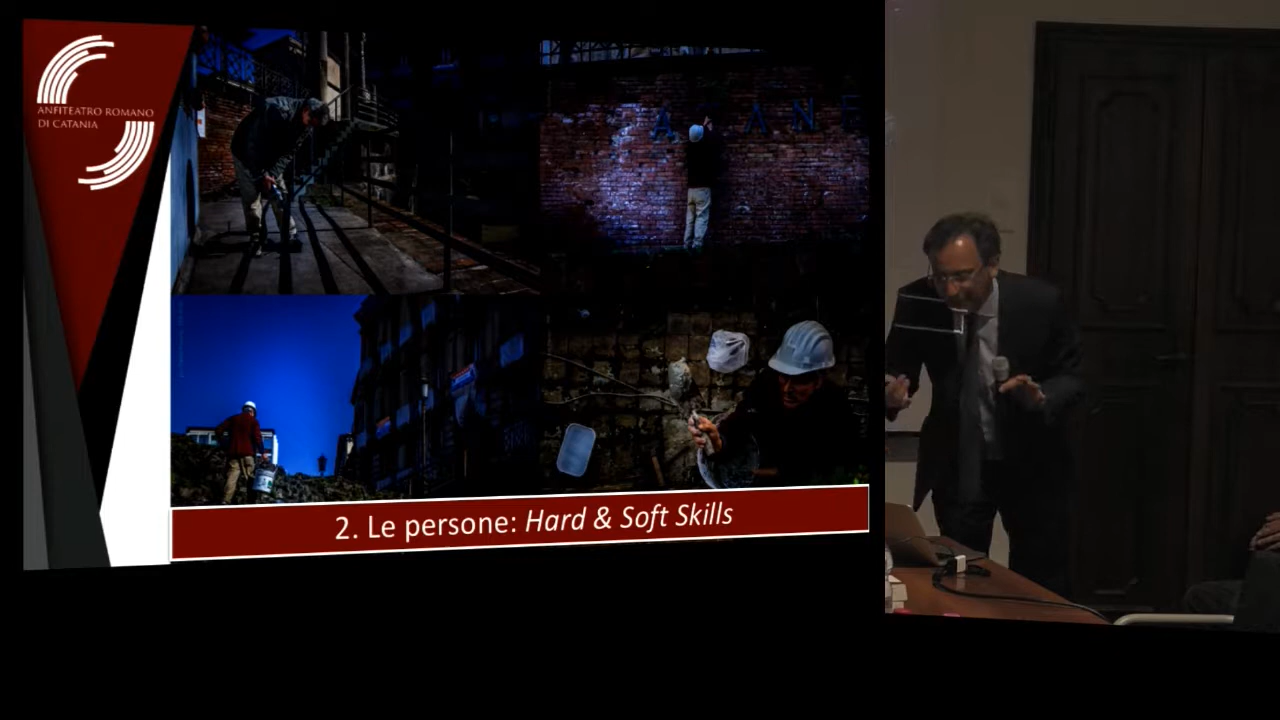 ANFITEATRO ROMANO
DI CATANIA
2. Le persone: Hard & Soft Skills